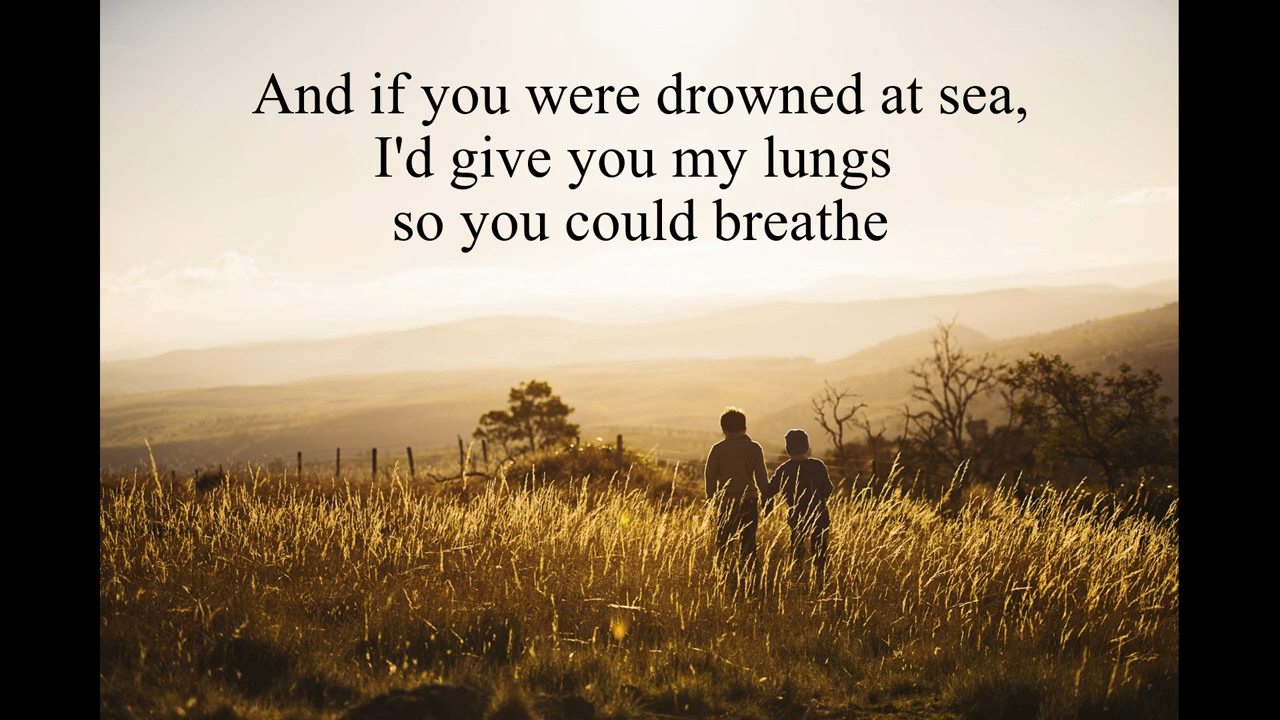 And if you were drowned at sea,
I'd give you my lungs
so you could breathe